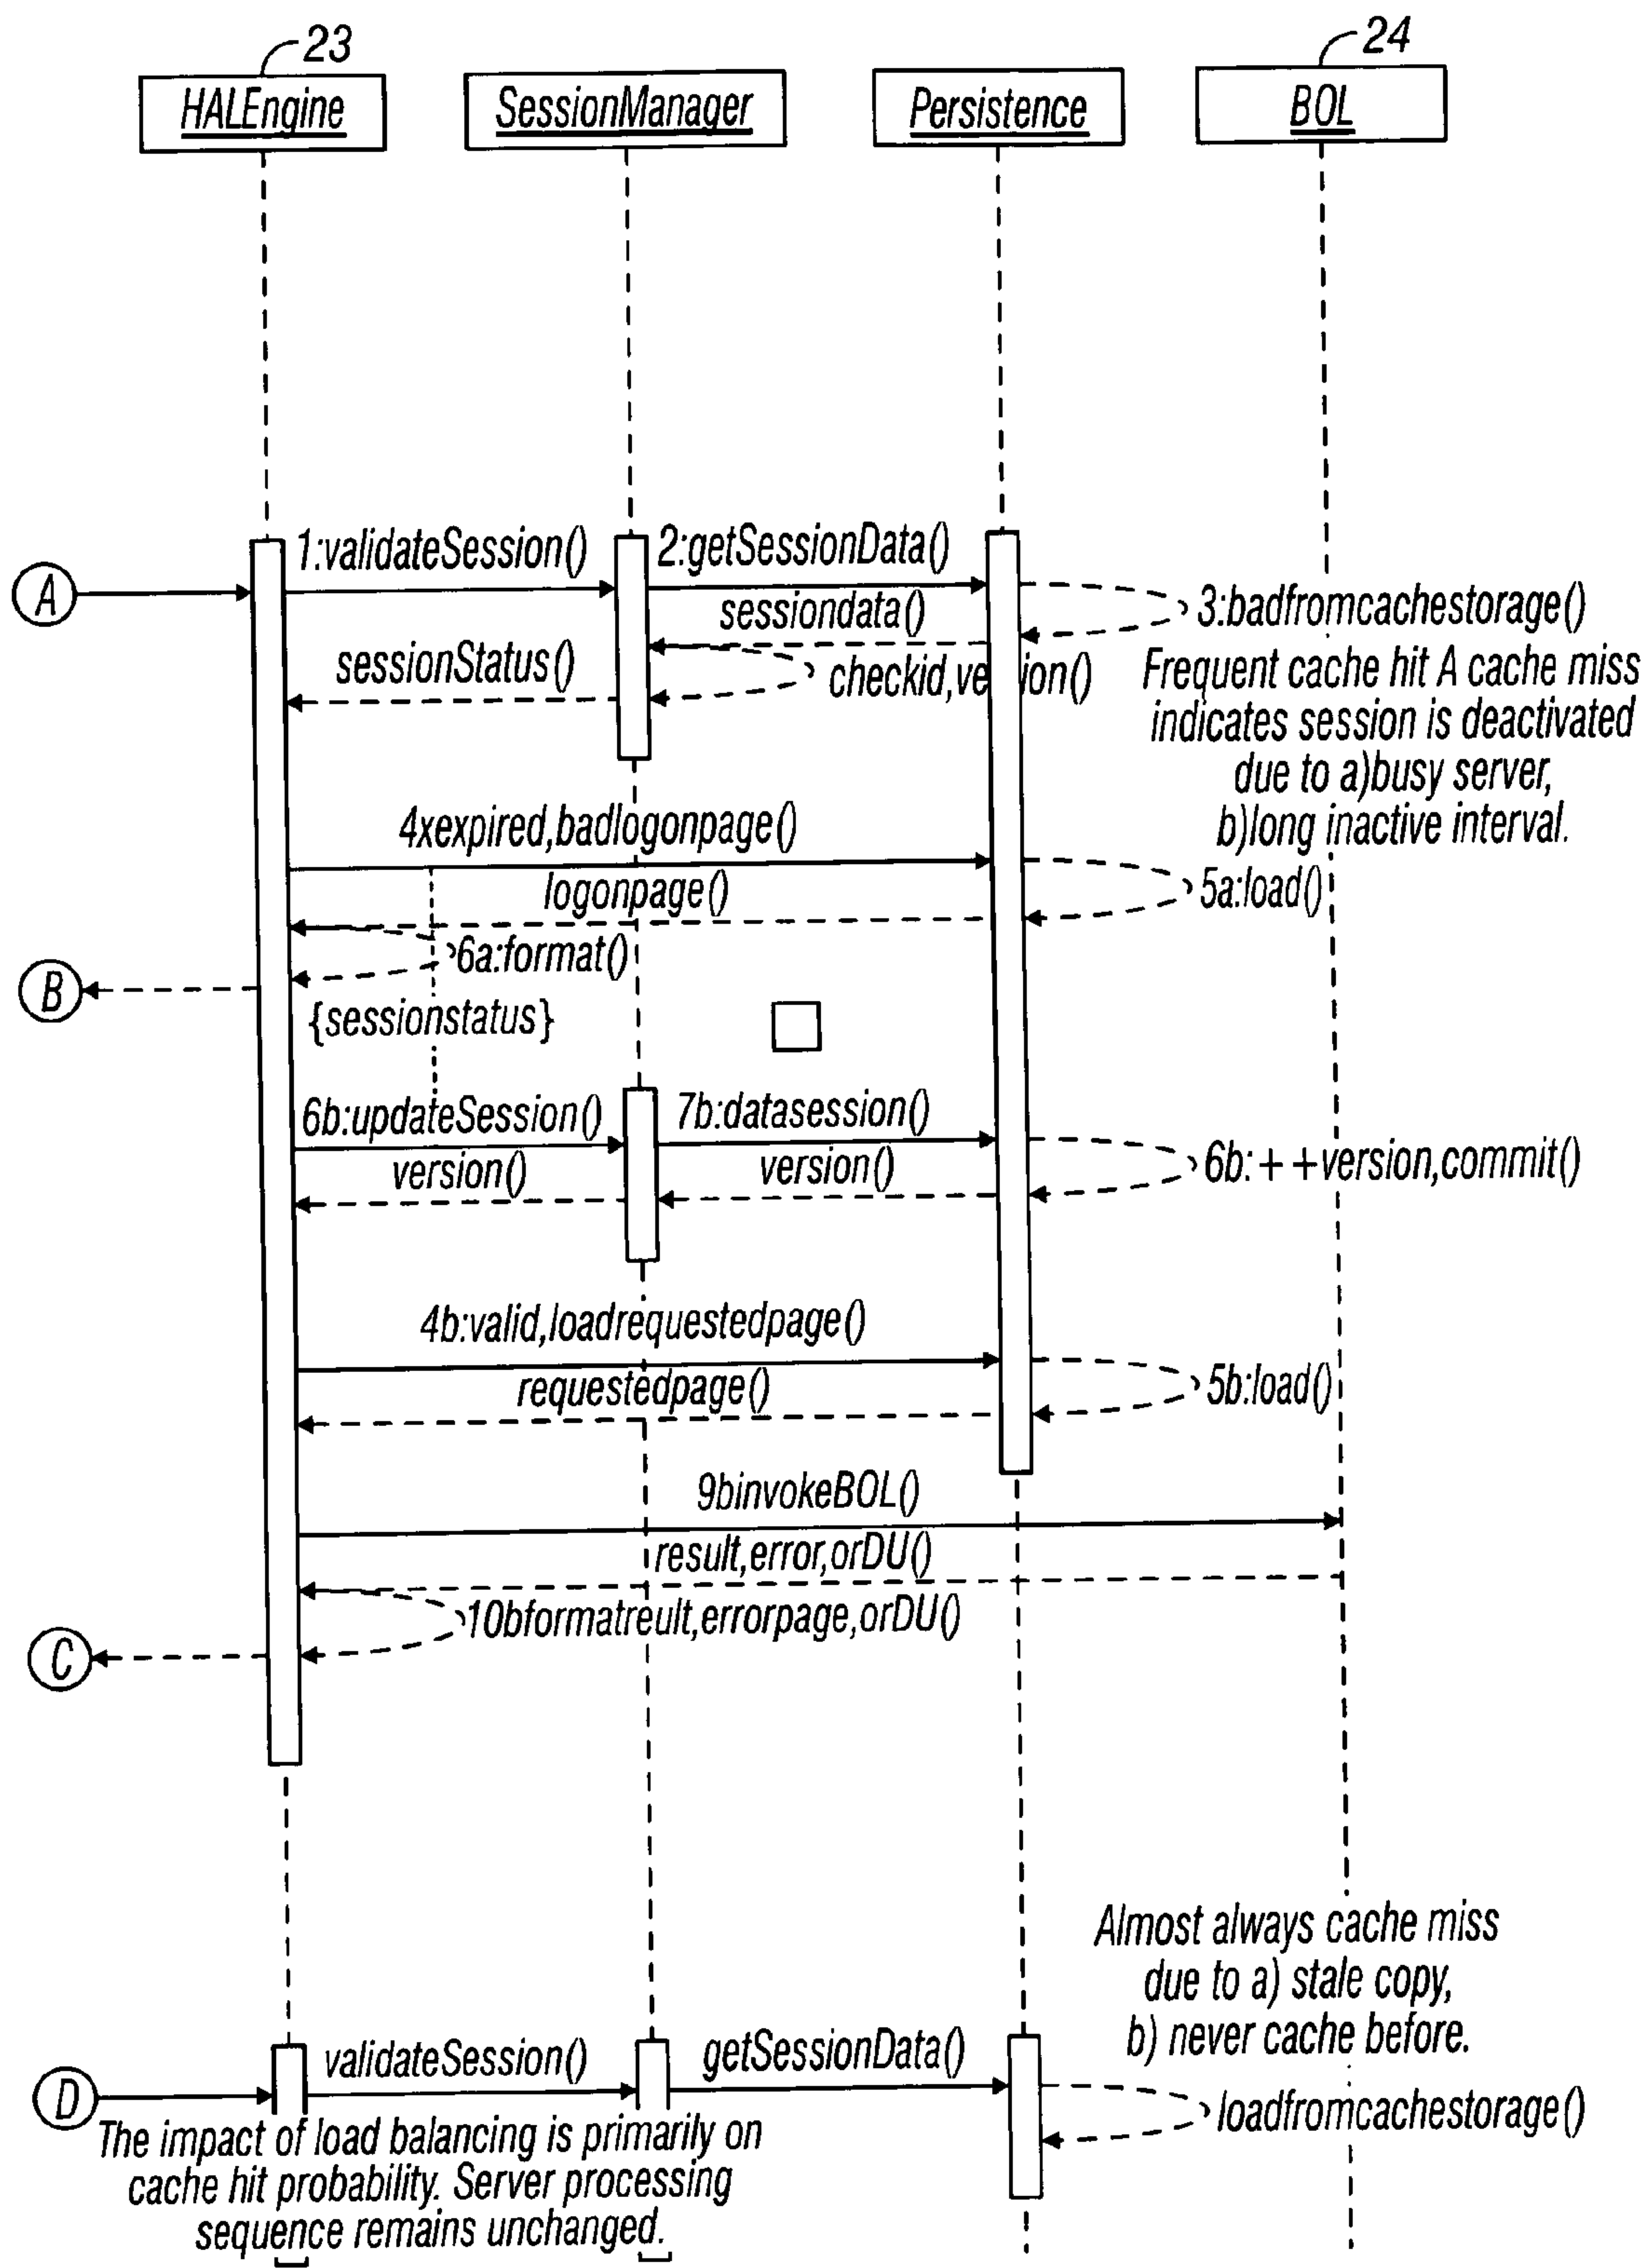 23
24
HALEngine
SessionManager
Persistence
BOL
A
1:validateSession()
2:getSessionData()
3:badfromcachestorage()
sessiondata()
sessionStatus()
checkid,version()
Frequent cache hit A cache miss
indicates session is deactivated
due to a)busy server,
b)long inactive interval.
4xexpired,badlogonpage()
logonpage()
5a:load()
6a:format()
B
{sessionstatus}
6b:updateSession()
7b:datasession()
version()
version()
6b:++version,commit()
4b:valid,loadrequestedpage()
requestedpage()
5b:load()
9binvokeBOL()
result,error,orDU()
10bformatreult,errorpage,orDU()
C
Almost always cache miss
due to a) stale copy,
b) never cache before.
D
validateSession()
getSessionData()
loadfromcachestorage()
The impact of load balancing is primarily on
cache hit probability. Server processing
sequence remains unchanged.